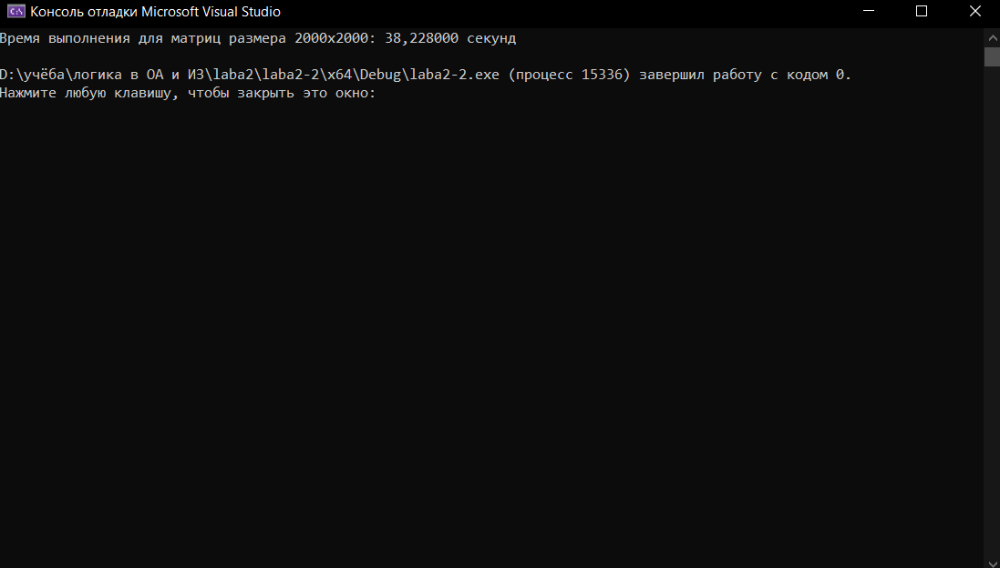 Консоль отладки Microsoft Visual Studio
Время выполнения для матриц размера 2000x2000: 38,228000 секунд
D:\учёба\логика в ОА и ИЗ\laba2\laba2-2\x64\Debug\laba2-2.exe (процесс 15336) завершил работу с кодом 0.
Нажмите любую клавишу, чтобы закрыть это окно: